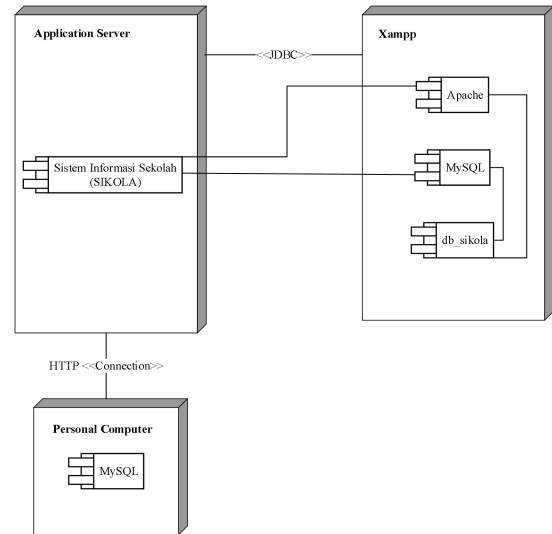 Application Server
Xampp
<<JDBC>>
Apache
Sistem Informasi Sekolah
(SIKOLA)
MySQL
db_sikola
HTTP <<Connection>>
Personal Computer
MySQL